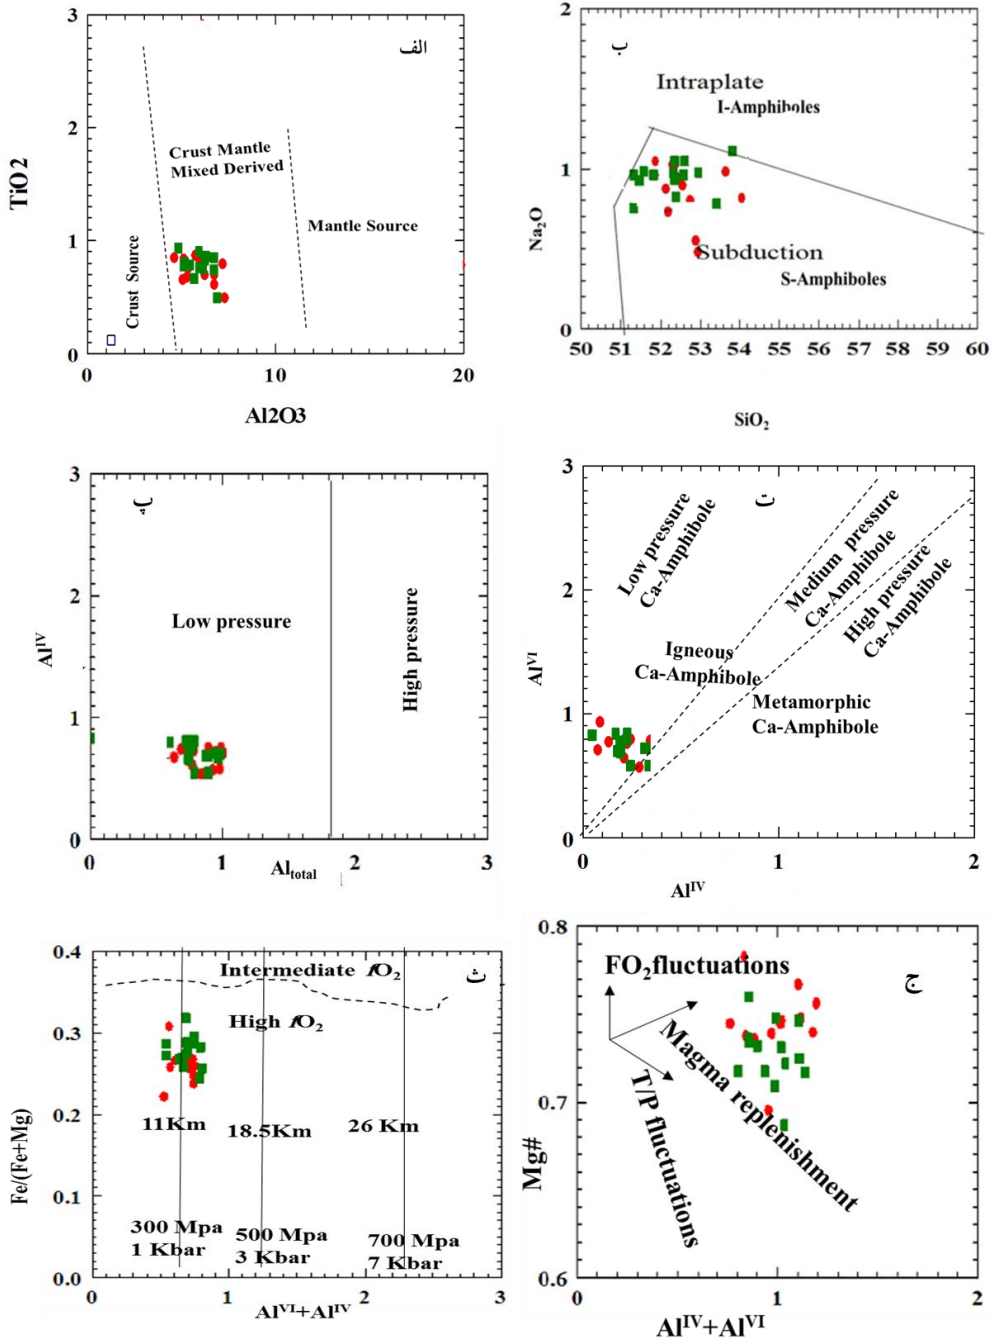 الف
3
2
1
0
TiO2
Crust Mantle
Mixed Derived
Mantle Source
Crust Source
0
10
20
Al2O3
ب
2
1
0
Na₂O
Intraplate
I-Amphiboles
Subduction
S-Amphiboles
50 51 52 53 54 55 56 57 58 59 60
SiO₂
پ
3
2
1
0
Alᴵⱽ
Low pressure
High pressure
0 1 2 3
Al total
ت
3
2
1
0
Alⱽᴵ
Low pressure
Ca-Amphibole
Medium pressure
Ca-Amphibole
High pressure
Ca-Amphibole
Igneous
Ca-Amphibole
Metamorphic
Ca-Amphibole
0 1 2
Alᴵⱽ
ث
0.4
0.3
0.2
0.1
0.0
Fe/(Fe+Mg)
Intermediate fO₂
High fO₂
11Km
18.5Km
26 Km
300 Mpa
1 Kbar
500 Mpa
3 Kbar
700 Mpa
7 Kbar
0 1 2 3
Alⱽᴵ+Alᴵⱽ
ج
0.8
0.7
0.6
Mg#
FO₂fluctuations
Magma replenishment
T/P fluctuations
0 1 2
Alᴵⱽ+Alⱽᴵ